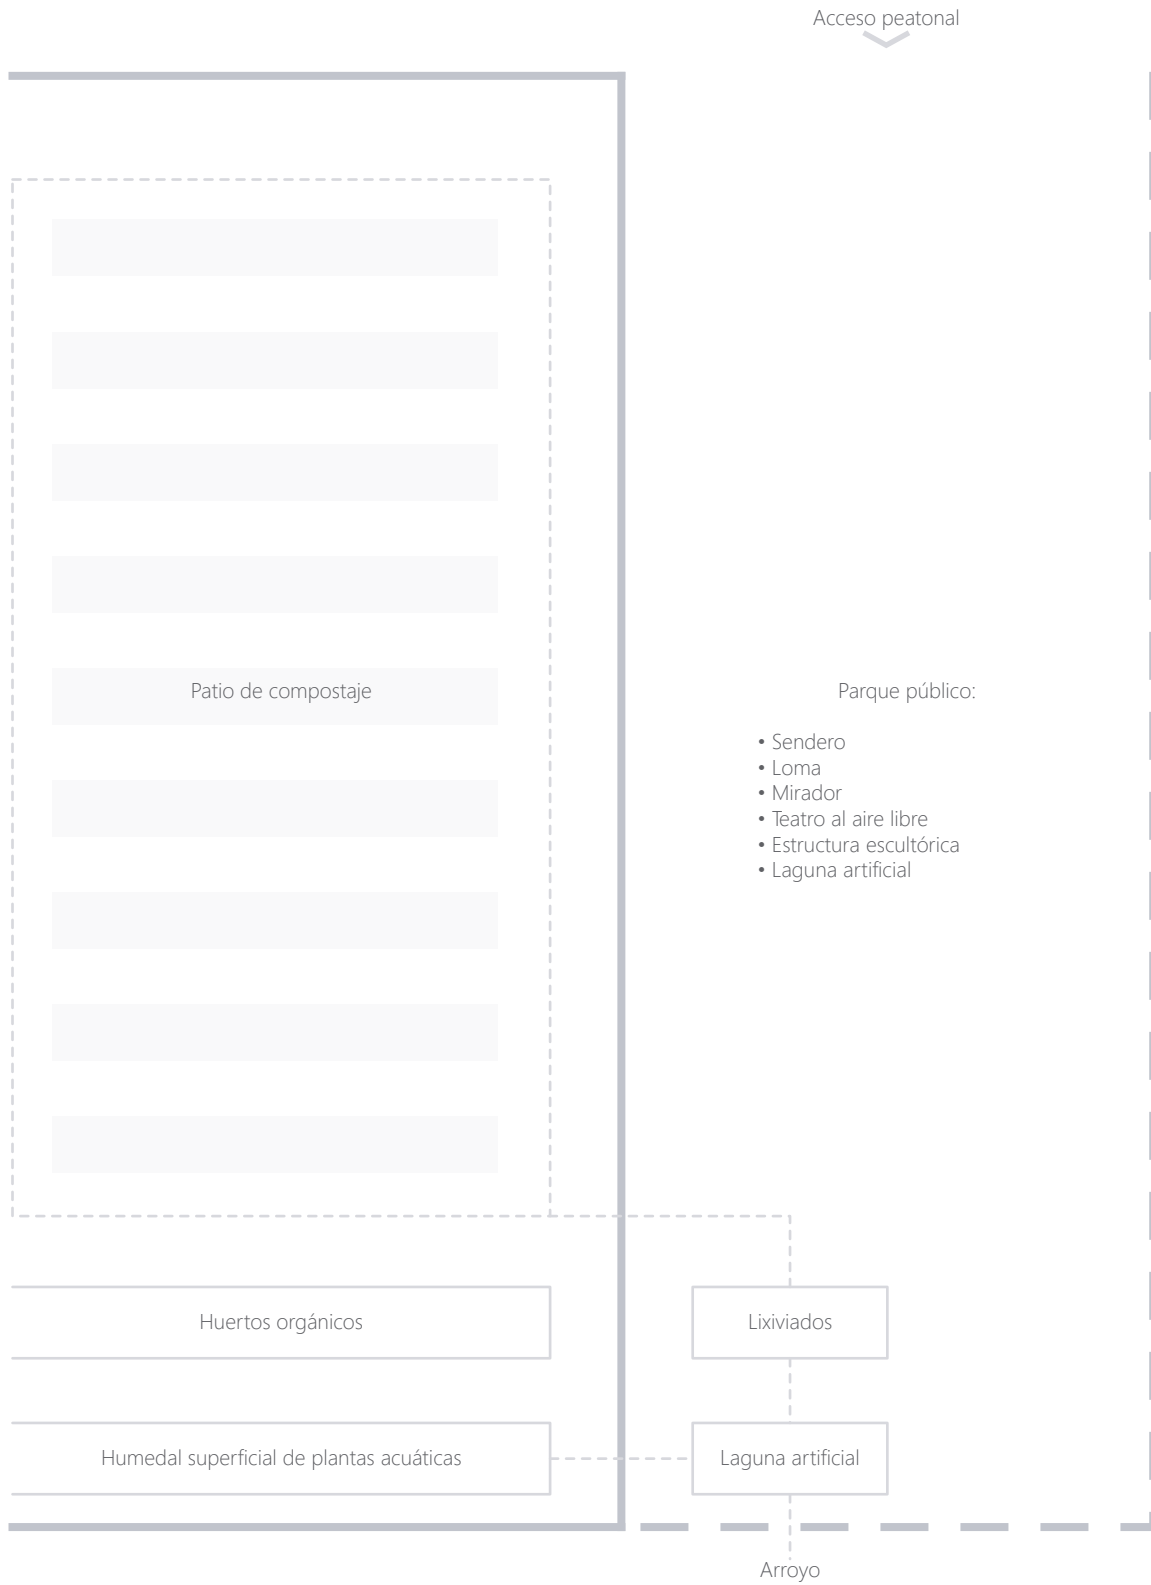 Acceso peatonal
Patio de compostaje
Parque público:
• Sendero
• Loma
• Mirador
• Teatro al aire libre
• Estructura escultórica
• Laguna artificial
Huertos orgánicos
Lixiviados
Humedal superficial de plantas acuáticas
Laguna artificial
Arroyo